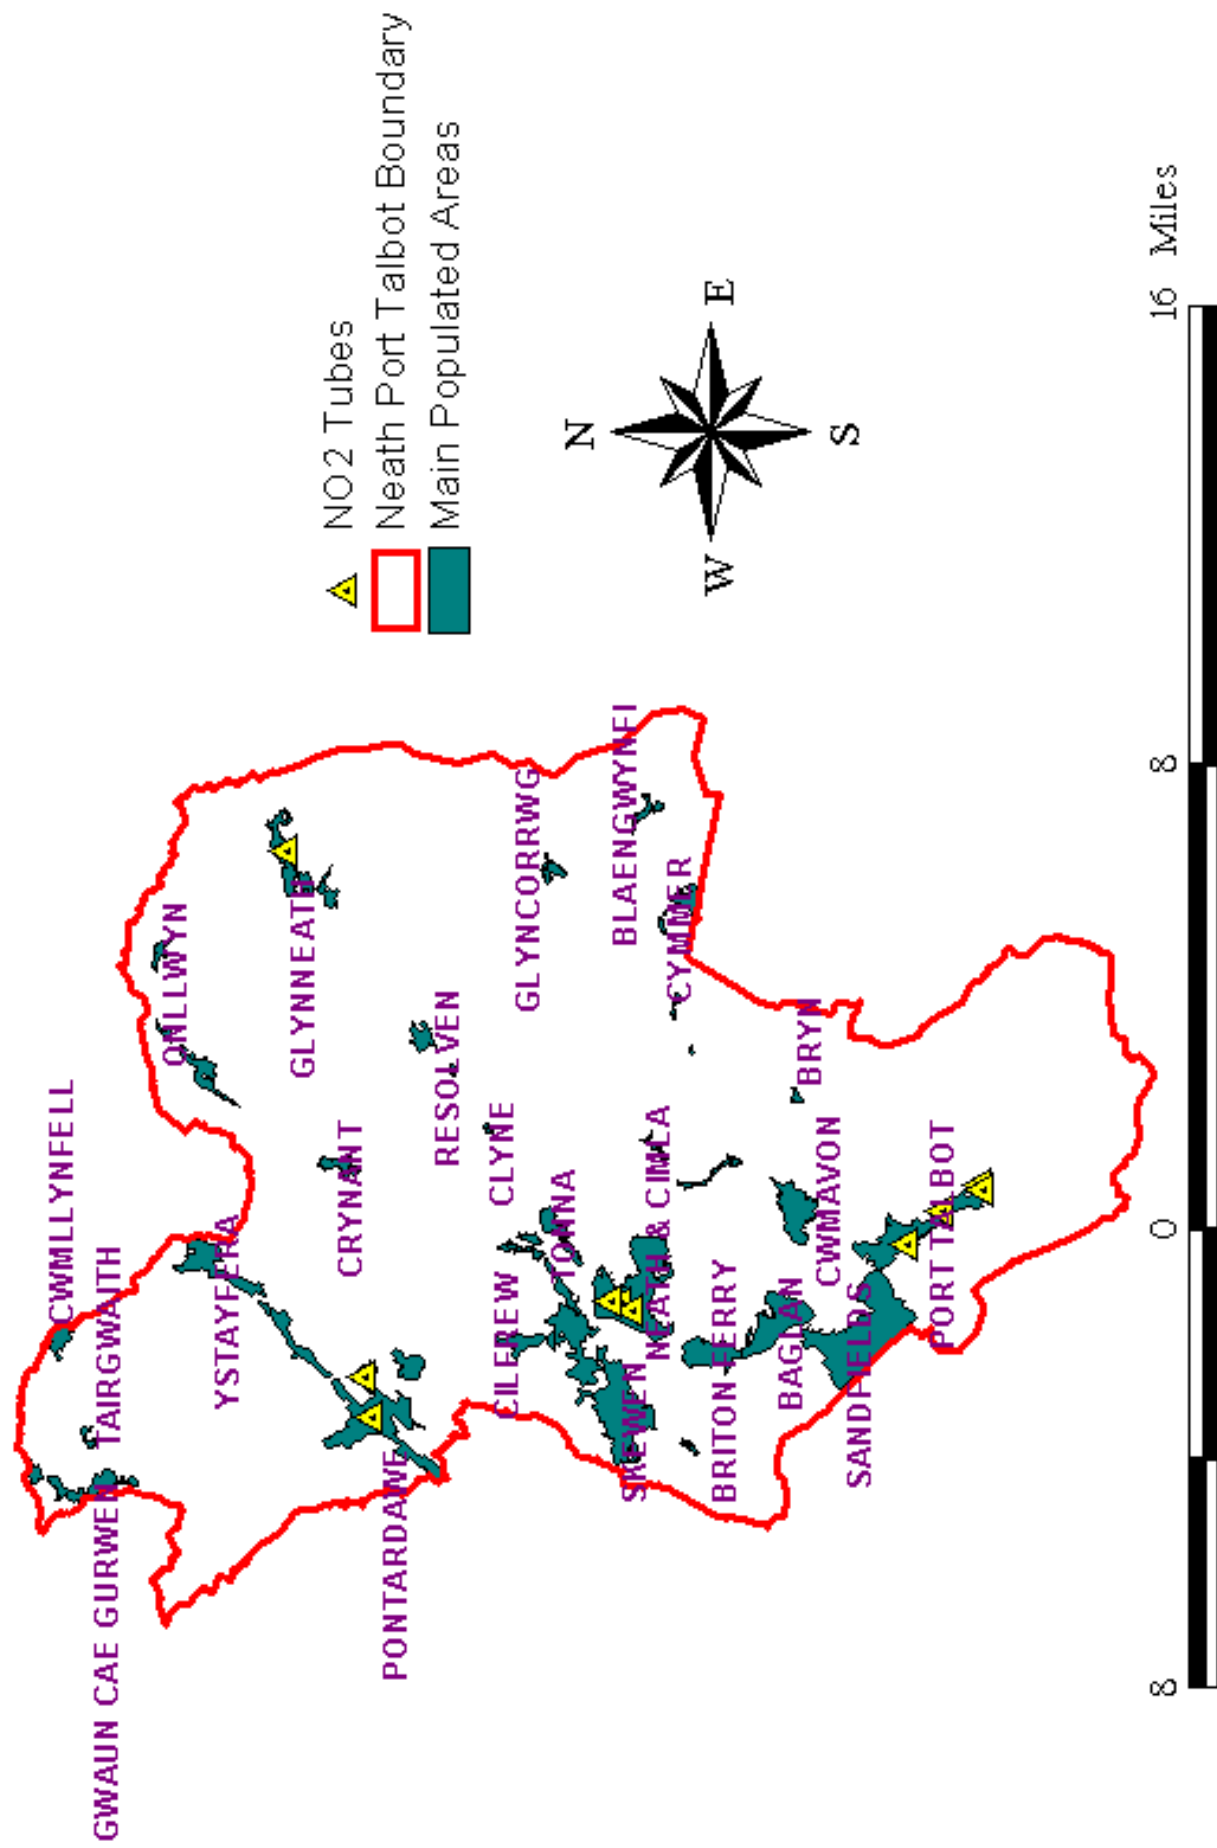 GWAUN CAE GURWEN
TAIRGWAITH
CWMLLYNFELL
ONLLWYN
YSTAYFERA
GLYNNEATH
CRYNANT
PONTARDAWE
RESOLVEN
CLYNE
CILFREW
GLYNCORRWG
TONNA
BLAENGWYNFI
SKEWEN
NEATH & CIMLA
CYMMER
BRITON FERRY
BAGLAN
BRYN
CWMAVON
SANDFIELDS
PORT TALBOT
NO2 Tubes
Neath Port Talbot Boundary
Main Populated Areas
N
W
E
S
8
0
8
16 Miles